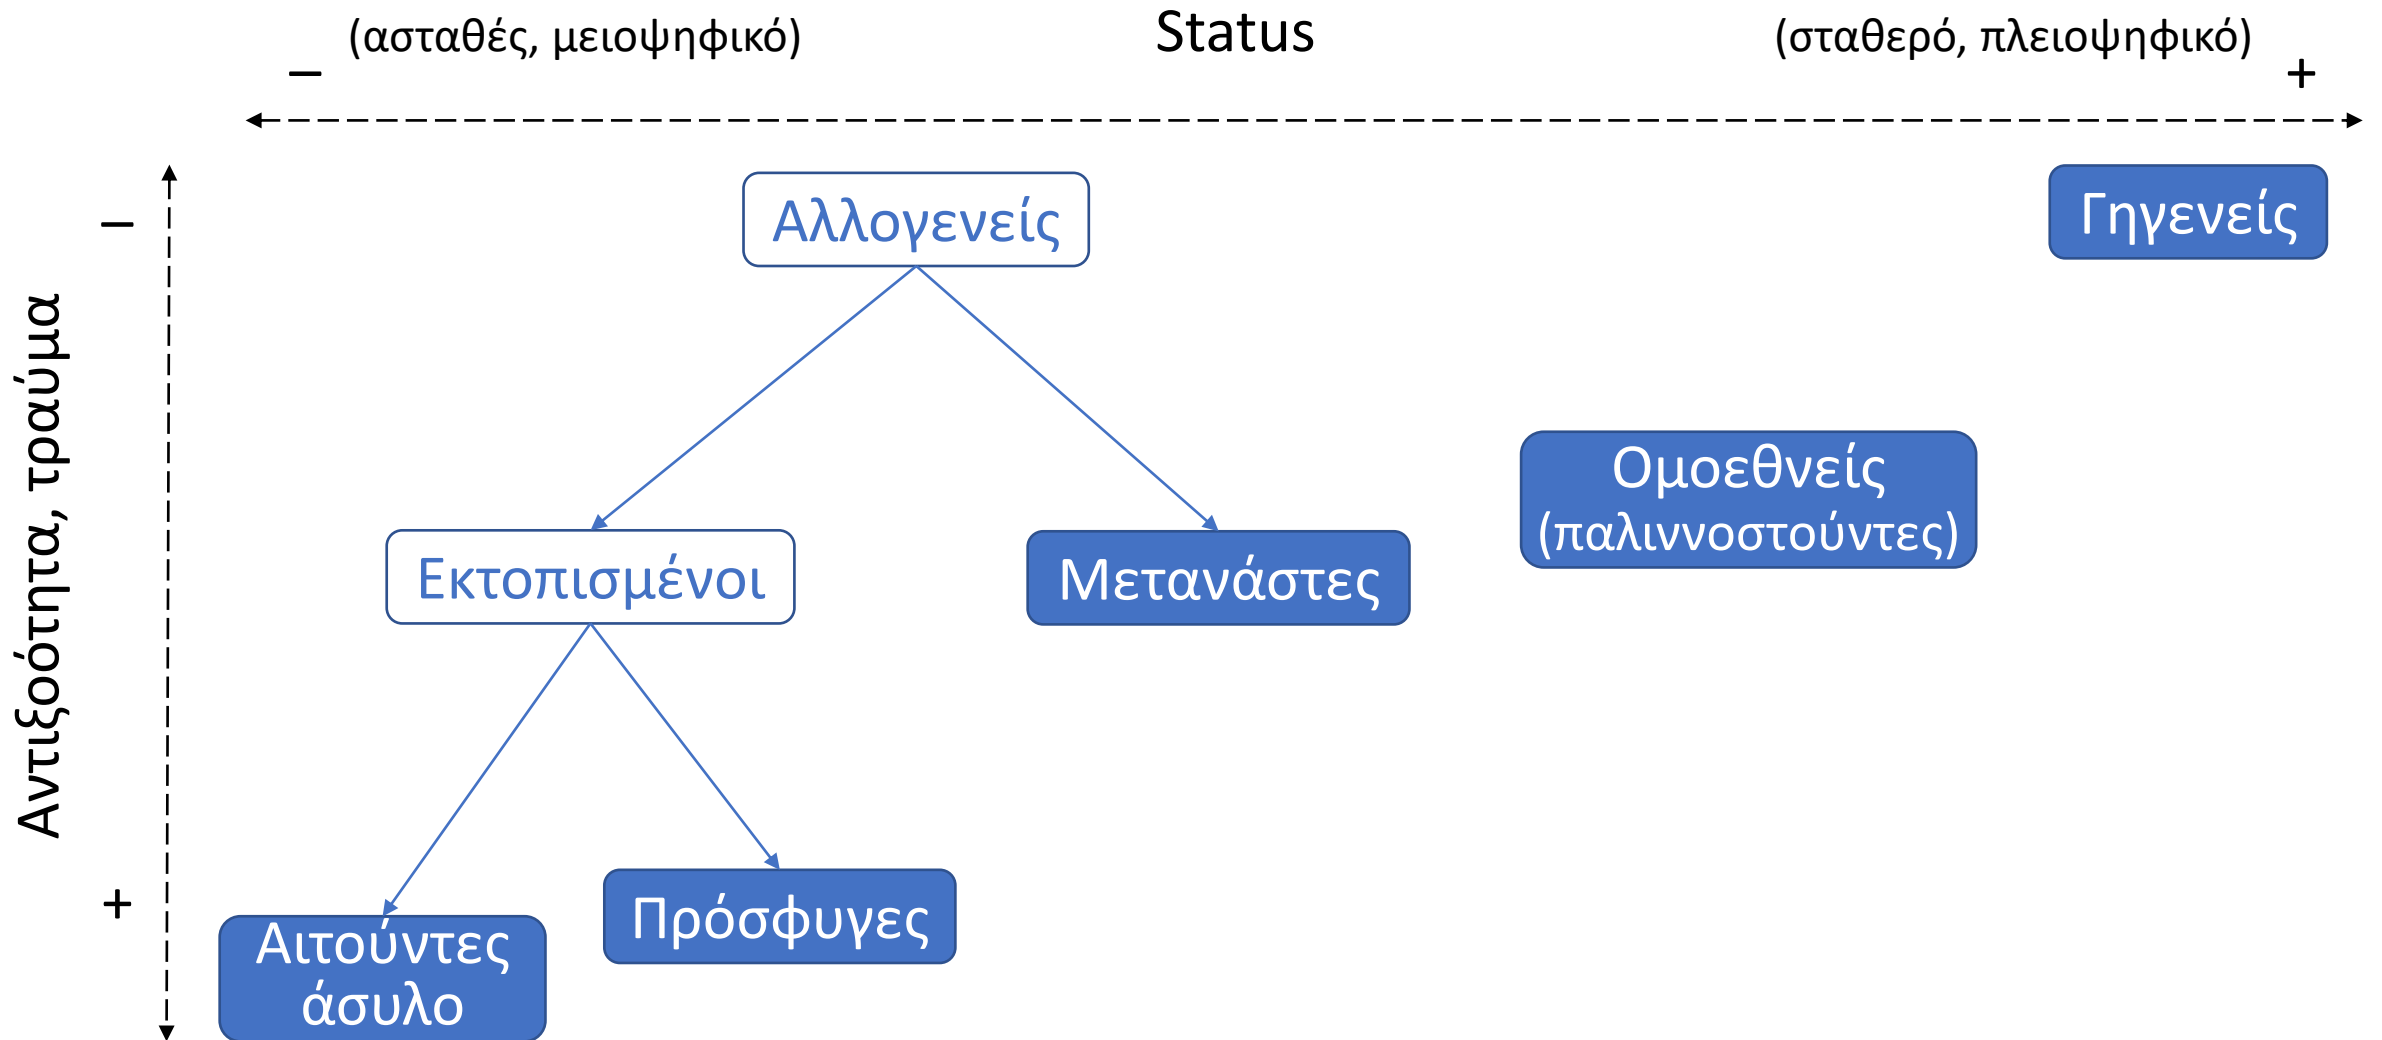 (ασταθές, μειοψηφικό) Status (σταθερό, πλειοψηφικό)
– +
Αντιξοότητα, τραύμα
–
+
Αλλογενείς
Γηγενείς
Ομοεθνείς
(παλιννοστούντες)
Εκτοπισμένοι
Μετανάστες
Πρόσφυγες
Αιτούντες
άσυλο